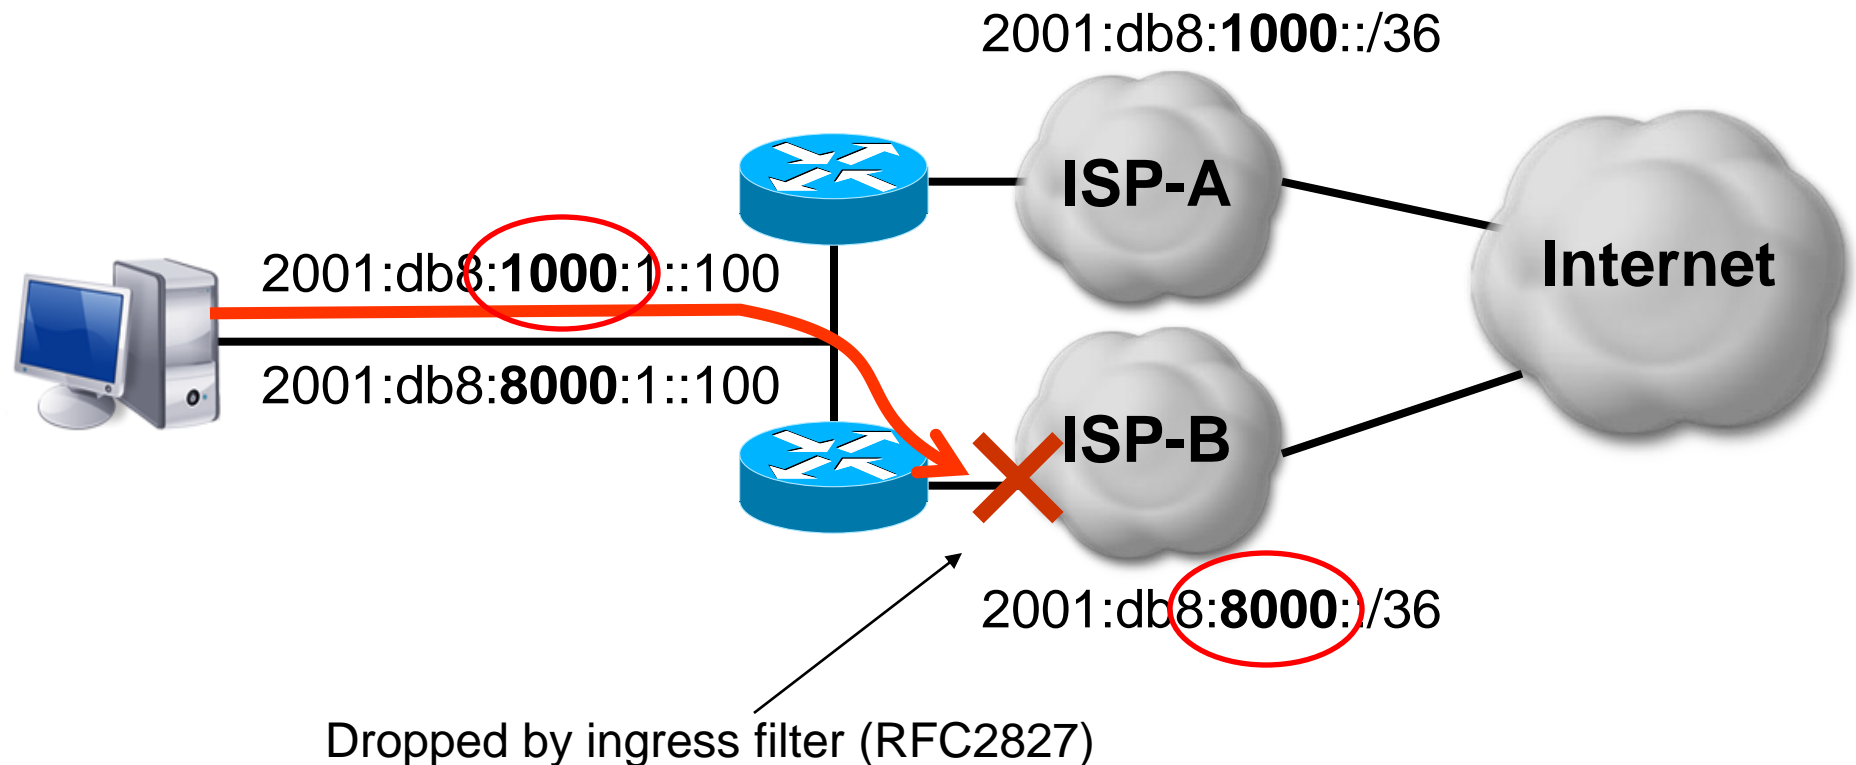 2001:db8:1000::/36
ISP-A
Internet
2001:db8:1000:1::100
2001:db8:8000:1::100
ISP-B
2001:db8:8000::/36
Dropped by ingress filter (RFC2827)